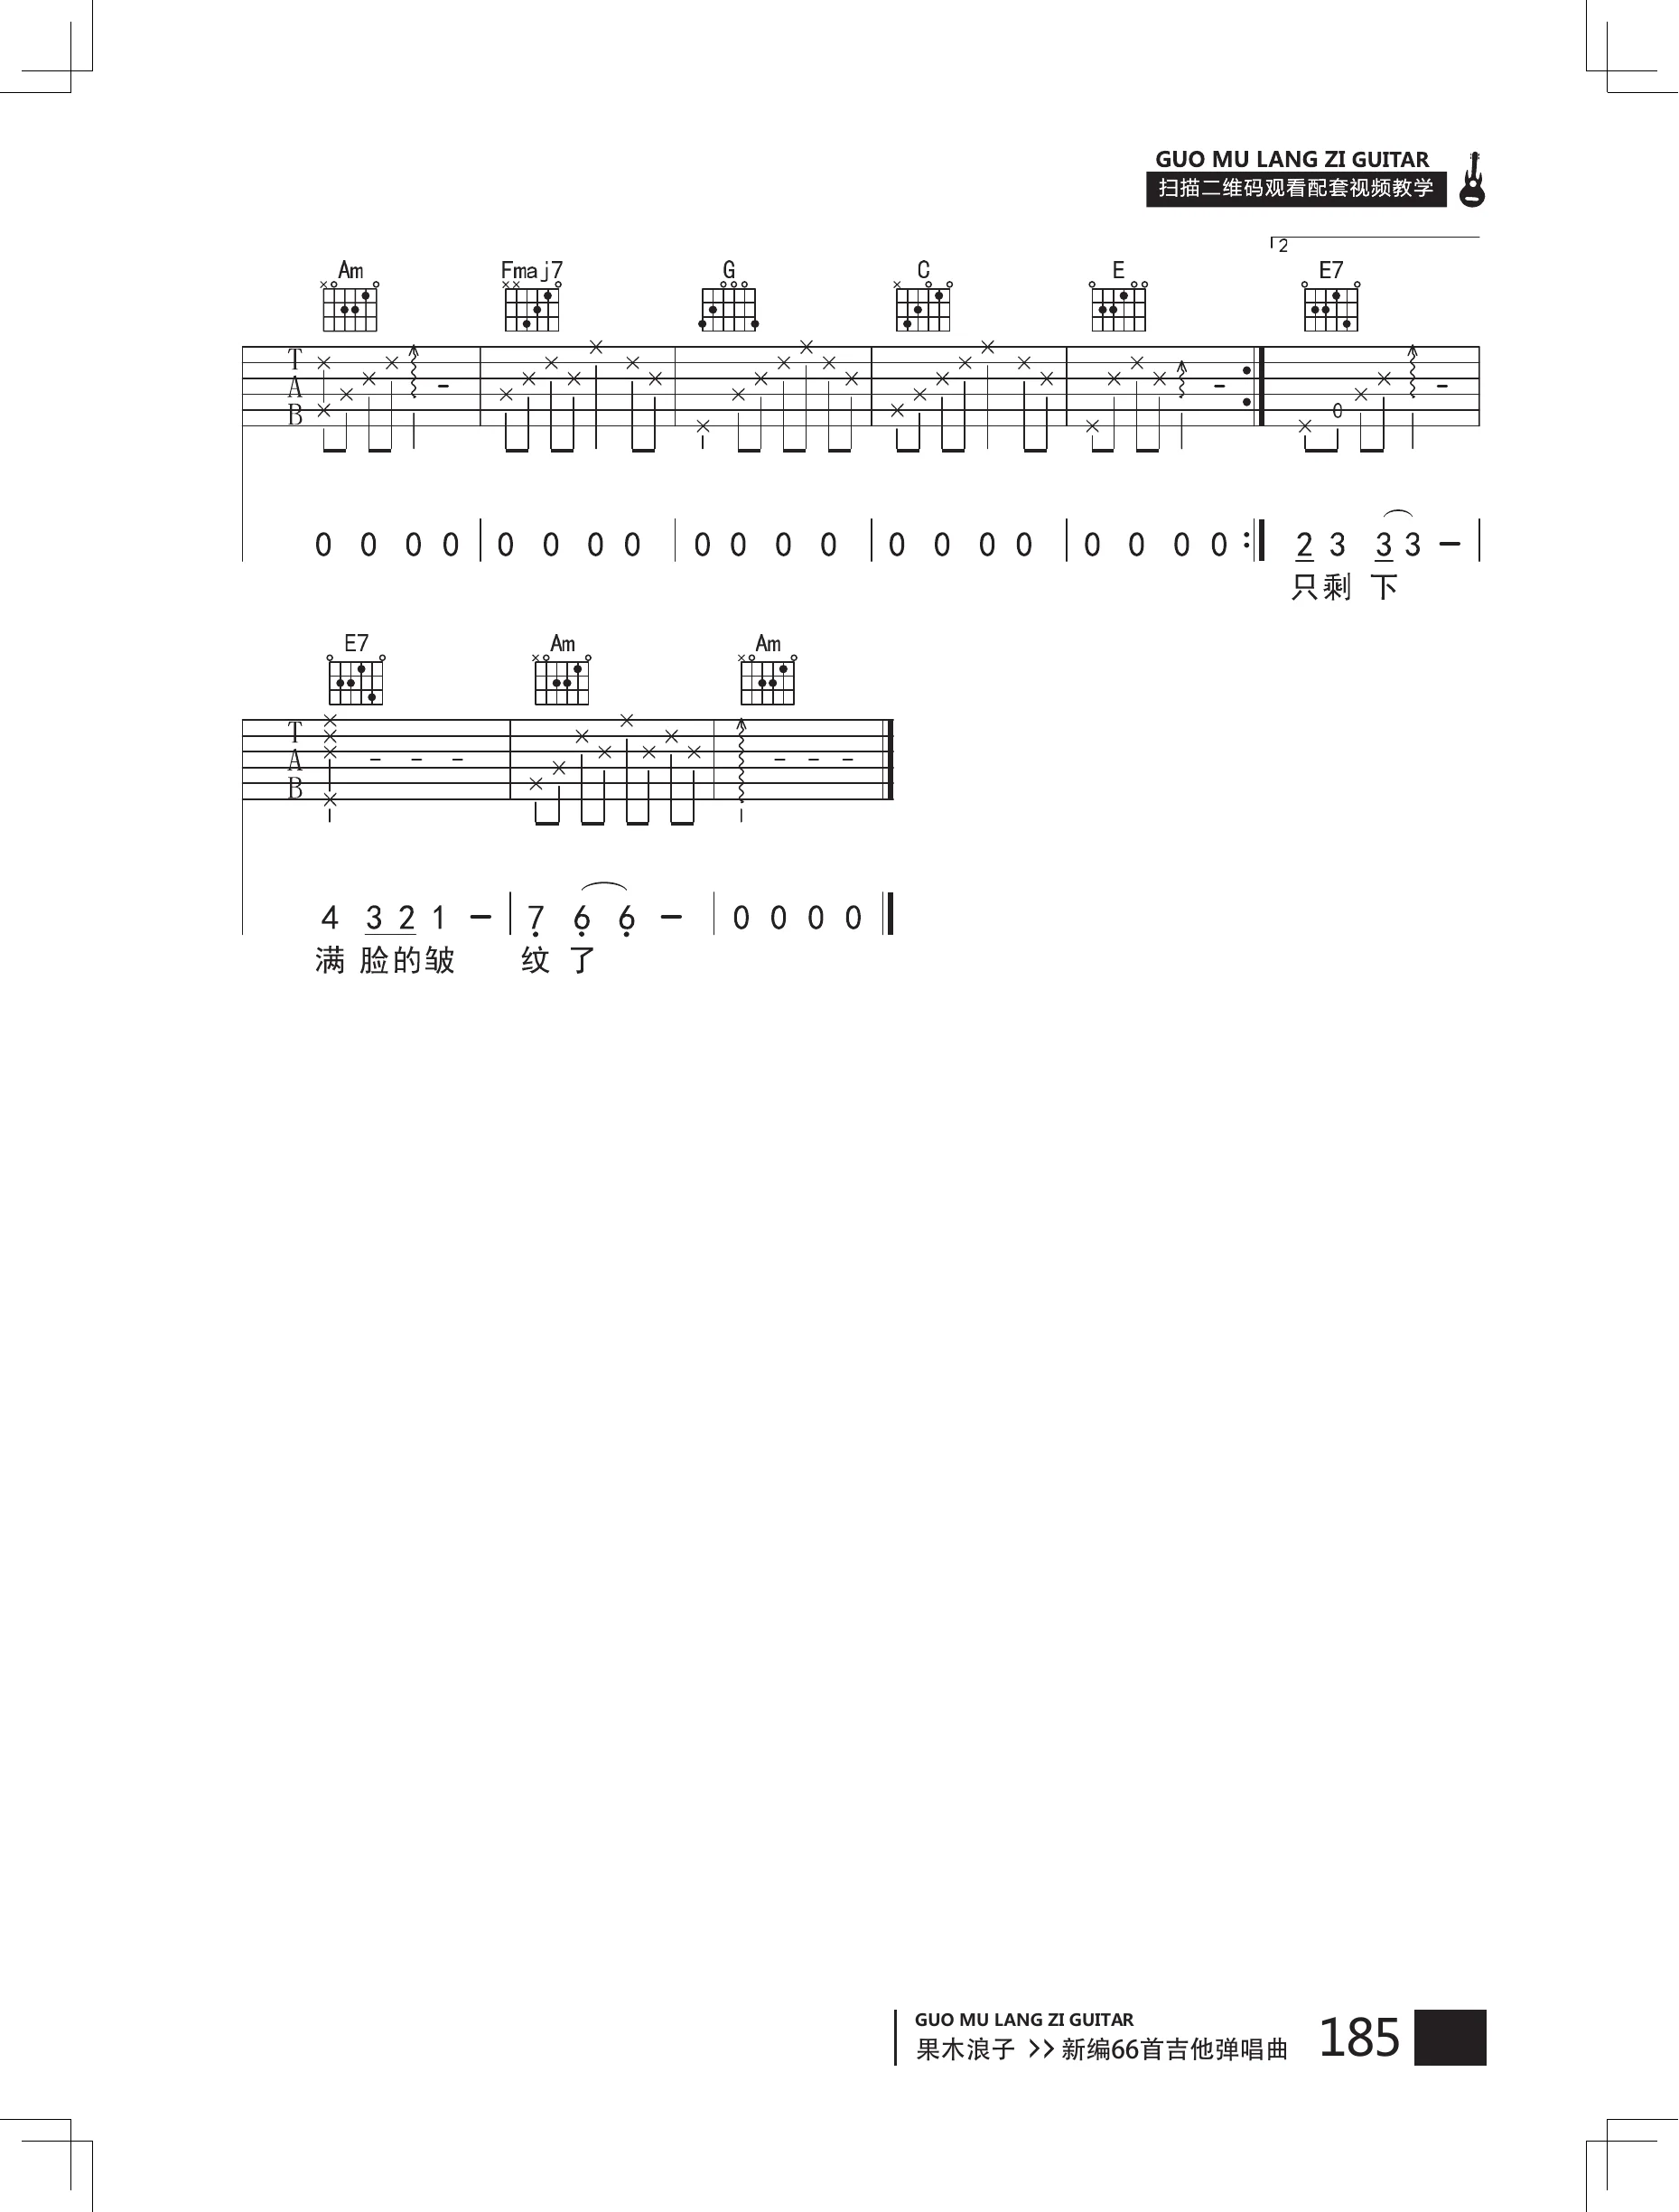 GUO MU LANG ZI GUITAR
扫描二维码观看配套视频教学
2
Am Fmaj7 G C E E7
T
A
B
0
0 0 0 0 0 0 0 0 0 0 0 0 0 0 0 0 0 0 0 0 : 2 3 3 3 –
只剩 下
E7 Am Am
T
A
B
4 3 2 1 – 7 6 6 – 0 0 0 0
满 脸的皱 纹 了
GUO MU LANG ZI GUITAR
果木浪子 >> 新编66首吉他弹唱曲 185